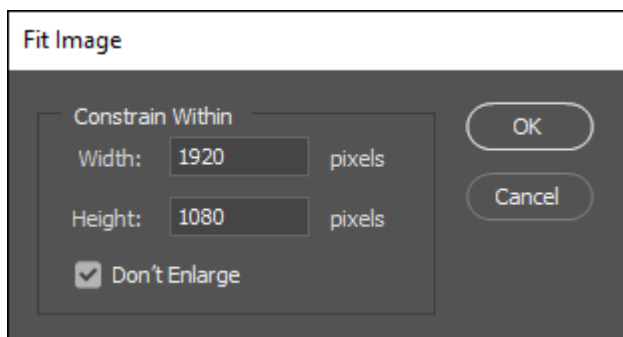 Fit Image
Constrain Within
Width: 1920 pixels
Height: 1080 pixels
Don't Enlarge
OK
Cancel